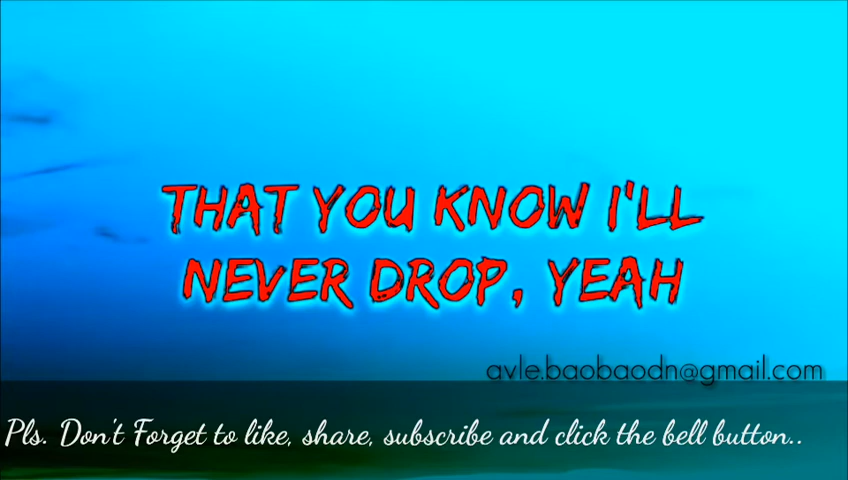 THAT YOU KNOW I'LL
NEVER DROP, YEAH
avle.baobaodn@gmail.com
Pls. Don't Forget to like, share, subscribe and click the bell button..